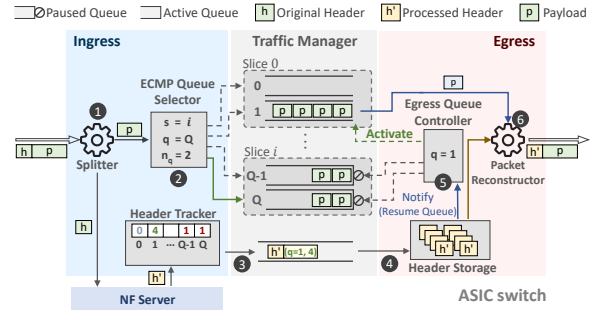 Paused Queue Active Queue h Original Header h' Processed Header p Payload
Ingress Traffic Manager Egress
Slice 0
ECMP Queue
Selector
0
1 p p p p
p
1
s = i
q = Q
n_q = 2
2
Egress Queue
Controller
Activate
q = 1
5
6
Packet
Reconstructor
h p
Splitter
p
h' p
Slice i
Q-1 p p
Q p p
Notify
(Resume Queue)
h
Header Tracker
0 4 1 1
0 1 ... Q-1 Q
h'
3
h' (q=1, 4)
4
h'
h'
h'
Header Storage
NF Server
ASIC switch